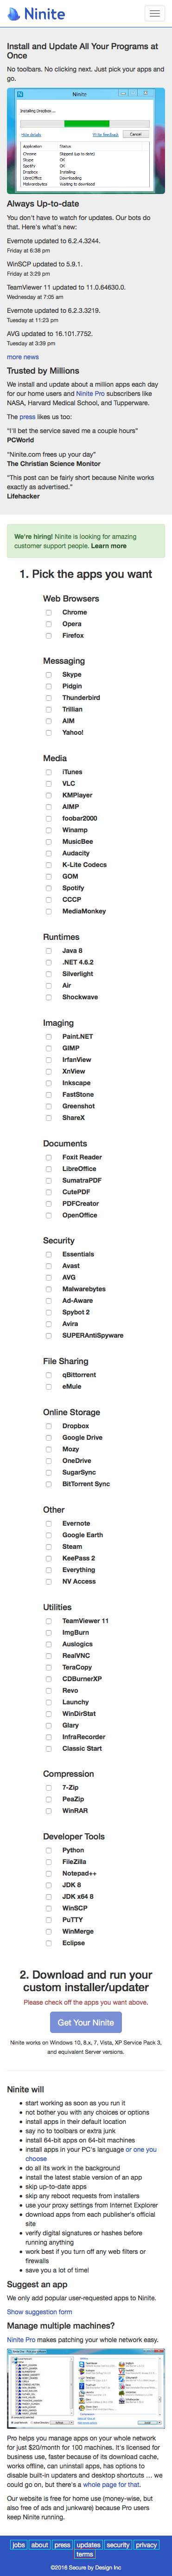 Ninite
Install and Update All Your Programs at
Once
No toolbars. No clicking next. Just pick your apps and
go.
Ninite
Installing Dropbox...
Hide details
Write feedback
Cancel
Application
Status
Chrome
Skipped (up to date)
Skype
OK
Spotify
OK
Dropbox
Installing
LibreOffice
Downloading
Malwarebytes
Waiting to download
Always Up-to-date
You don't have to watch for updates. Our bots do
that. Here's what's new:
Evernote updated to 6.2.4.3244.
Friday at 6:38 pm
WinSCP updated to 5.9.1.
Friday at 3:29 pm
TeamViewer 11 updated to 11.0.64630.0.
Wednesday at 7:05 am
Evernote updated to 6.2.3.3219.
Tuesday at 11:23 pm
AVG updated to 16.101.7752.
Tuesday at 3:39 pm
more news
Trusted by Millions
We install and update about a million apps each day
for our home users and Ninite Pro subscribers like
NASA, Harvard Medical School, and Tupperware.
The press likes us too:
"I'll bet the service saved me a couple hours"
PCWorld
"Ninite.com frees up your day"
The Christian Science Monitor
"This post can be fairly short because Ninite works
exactly as advertised."
Lifehacker
We're hiring! Ninite is looking for amazing
customer support people. Learn more
1. Pick the apps you want
Web Browsers
Chrome
Opera
Firefox
Messaging
Skype
Pidgin
Thunderbird
Trillian
AIM
Yahoo!
Media
iTunes
VLC
KMPlayer
AIMP
foobar2000
Winamp
MusicBee
Audacity
K-Lite Codecs
GOM
Spotify
CCCP
MediaMonkey
Runtimes
Java 8
.NET 4.6.2
Silverlight
Air
Shockwave
Imaging
Paint.NET
GIMP
IrfanView
XnView
Inkscape
FastStone
Greenshot
ShareX
Documents
Foxit Reader
LibreOffice
SumatraPDF
CutePDF
PDFCreator
OpenOffice
Security
Essentials
Avast
AVG
Malwarebytes
Ad-Aware
Spybot 2
Avira
SUPERAntiSpyware
File Sharing
qBittorrent
eMule
Online Storage
Dropbox
Google Drive
Mozy
OneDrive
SugarSync
BitTorrent Sync
Other
Evernote
Google Earth
Steam
KeePass 2
Everything
NV Access
Utilities
TeamViewer 11
ImgBurn
Auslogics
RealVNC
TeraCopy
CDBurnerXP
Revo
Launchy
WinDirStat
Glary
InfraRecorder
Classic Start
Compression
7-Zip
PeaZip
WinRAR
Developer Tools
Python
FileZilla
Notepad++
JDK 8
JDK x64 8
WinSCP
PuTTY
WinMerge
Eclipse
2. Download and run your
custom installer/updater
Please check off the apps you want above.
Get Your Ninite
Ninite works on Windows 10, 8.x, 7, Vista, XP Service Pack 3,
and equivalent Server versions.
Ninite will
start working as soon as you run it
not bother you with any choices or options
install apps in their default location
say no to toolbars or extra junk
install 64-bit apps on 64-bit machines
install apps in your PC's language or one you
choose
do all its work in the background
install the latest stable version of an app
skip up-to-date apps
skip any reboot requests from installers
use your proxy settings from Internet Explorer
download apps from each publisher's official
site
verify digital signatures or hashes before
running anything
work best if you turn off any web filters or
firewalls
save you a lot of time!
Suggest an app
We only add popular user-requested apps to Ninite.
Show suggestion form
Manage multiple machines?
Ninite Pro makes patching your whole network easy.
Pro helps you manage apps on your whole network
for just $20/month for 100 machines. It's licensed for
business use, faster because of its download cache,
works offline, can uninstall apps, has options to
disable built-in updaters and desktop shortcuts ... we
could go on, but there's a whole page for that.
Our website is free for home (money-wise, but
also free of ads and junkware) because Pro users
keep Ninite running.
jobs about press updates security privacy
terms
©2016 Secure by Design Inc